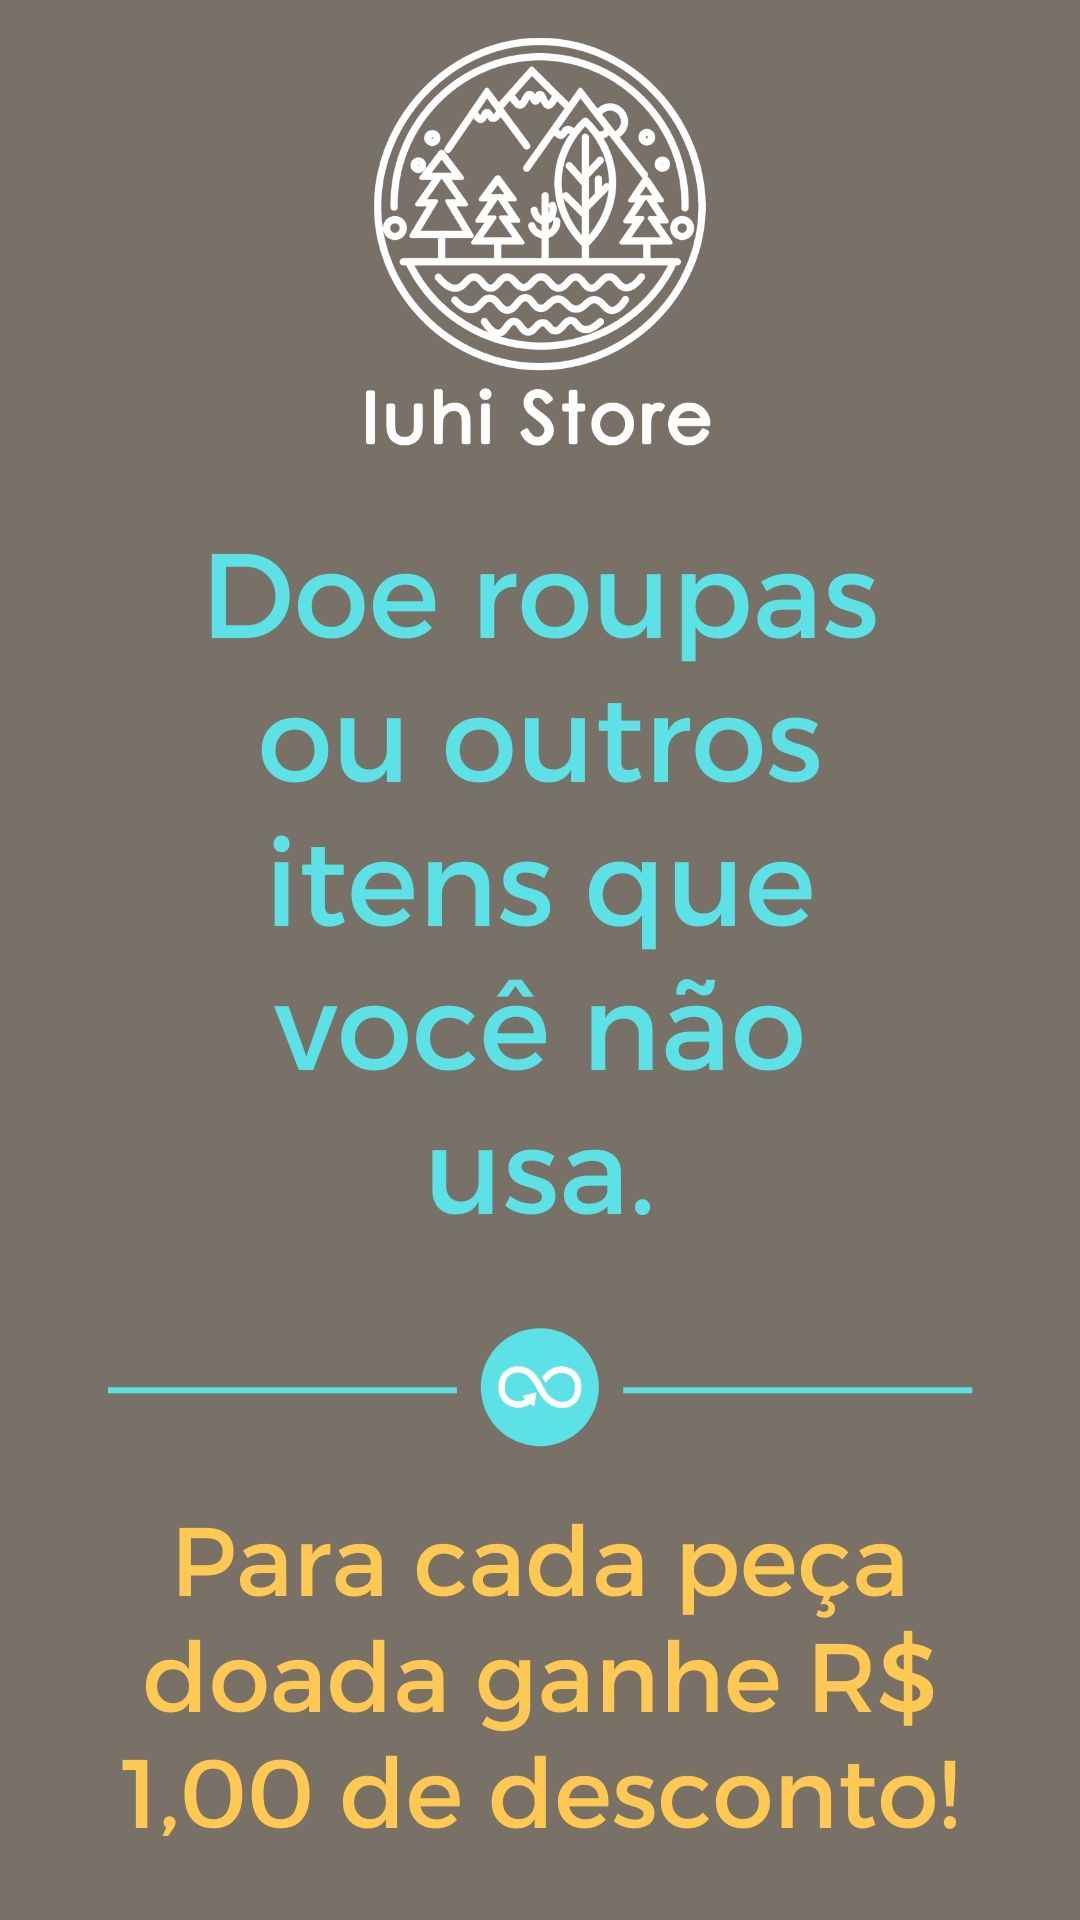 Iuhi Store
Doe roupas
ou outros
itens que
você não
usa.
Para cada peça
doada ganhe R$
1,00 de desconto!